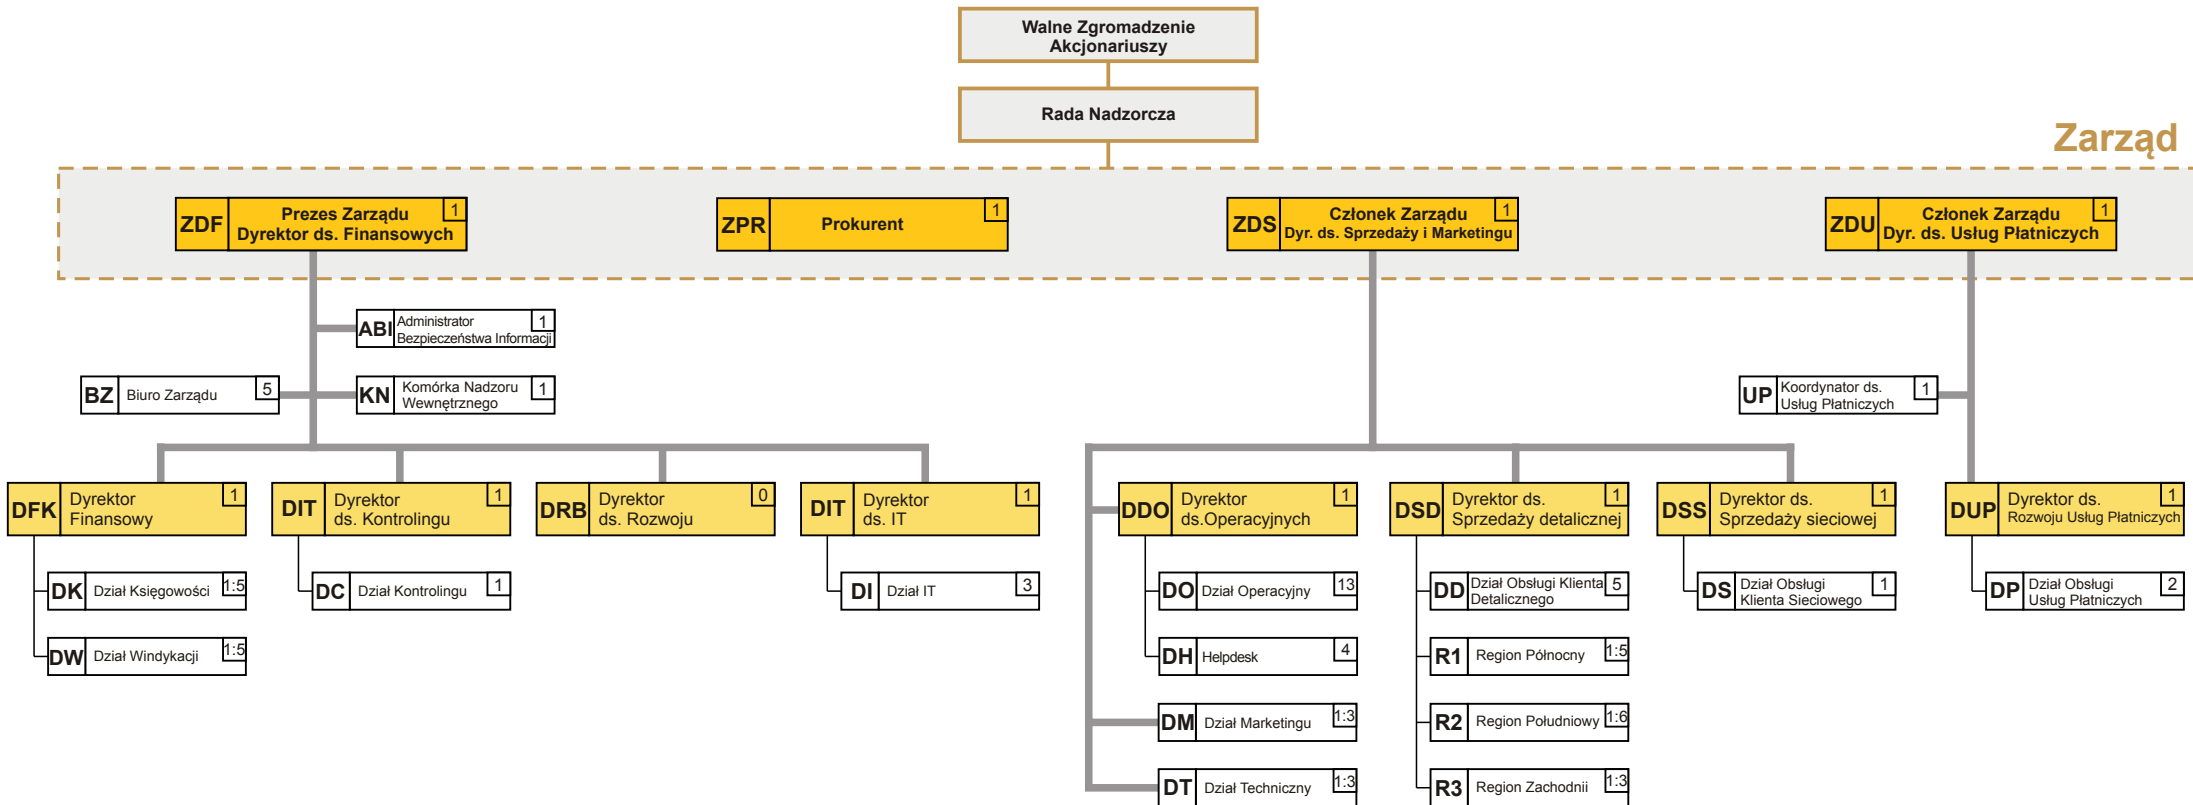 Walne Zgromadzenie
Akcjonariuszy
Rada Nadzorcza
Zarząd
ZDF
Prezes Zarządu
Dyrektor ds. Finansowych
1
ZPR
Prokurent
1
ZDS
Członek Zarządu
Dyr. ds. Sprzedaży i Marketingu
1
ZDU
Członek Zarządu
Dyr. ds. Usług Płatniczych
1
ABI
Administrator
Bezpieczeństwa Informacji
1
BZ
Biuro Zarządu
5
KN
Komórka Nadzoru
Wewnętrznego
1
UP
Koordynator ds.
Usług Płatniczych
1
DFK
Dyrektor
Finansowy
1
DIT
Dyrektor
ds. Kontrolingu
1
DRB
Dyrektor
ds. Rozwoju
0
DIT
Dyrektor
ds. IT
1
DDO
Dyrektor
ds.Operacyjnych
1
DSD
Dyrektor ds.
Sprzedaży detalicznej
1
DSS
Dyrektor ds.
Sprzedaży sieciowej
1
DUP
Dyrektor ds.
Rozwoju Usług Płatniczych
1
DK
Dział Księgowości
1:5
DC
Dział Kontrolingu
1
DI
Dział IT
3
DO
Dział Operacyjny
13
DD
Dział Obsługi Klienta
Detalicznego
5
DS
Dział Obsługi
Klienta Sieciowego
1
DP
Dział Obsługi
Usług Płatniczych
2
DW
Dział Windykacji
1:5
DH
Helpdesk
4
R1
Region Północny
1:5
DM
Dział Marketingu
1:3
R2
Region Południowy
1:6
DT
Dział Techniczny
1:3
R3
Region Zachodnii
1:3